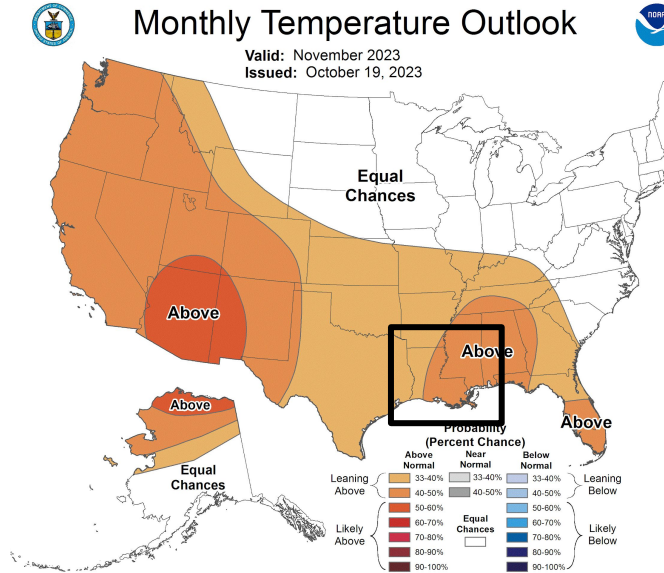 Monthly Temperature Outlook
NOAA
Valid: November 2023
Issued: October 19, 2023
Equal
Chances
Above
Above
Above
Above
Equal
Chances
Probability
(Percent Chance)
Above
Normal
Near
Normal
Below
Normal
Leaning
Above
33-40%
33-40%
33-40%
Leaning
Below
40-50%
40-50%
40-50%
Likely
Above
50-60%
Equal
Chances
50-60%
Likely
Below
60-70%
60-70%
70-80%
70-80%
80-90%
80-90%
90-100%
90-100%